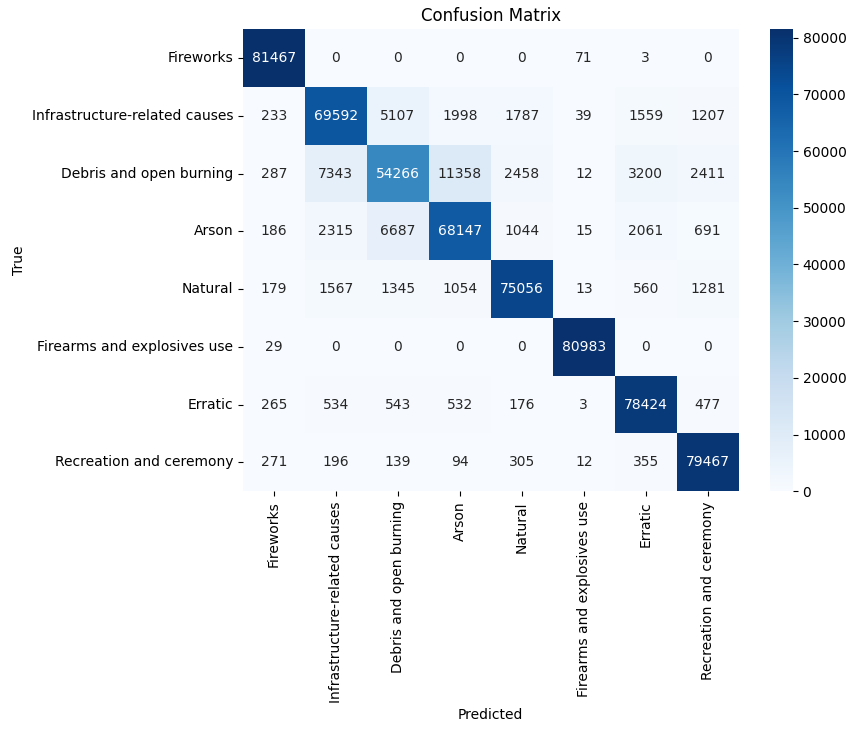 Confusion Matrix
Fireworks 81467 0 0 0 0 71 3 0
Infrastructure-related causes 233 69592 5107 1998 1787 39 1559 1207
Debris and open burning 287 7343 54266 11358 2458 12 3200 2411
Arson 186 2315 6687 68147 1044 15 2061 691
Natural 179 1567 1345 1054 75056 13 560 1281
Firearms and explosives use 29 0 0 0 0 80983 0 0
Erratic 265 534 543 532 176 3 78424 477
Recreation and ceremony 271 196 139 94 305 12 355 79467
True
Fireworks
Infrastructure-related causes
Debris and open burning
Arson
Natural
Firearms and explosives use
Erratic
Recreation and ceremony
Predicted
80000
70000
60000
50000
40000
30000
20000
10000
0